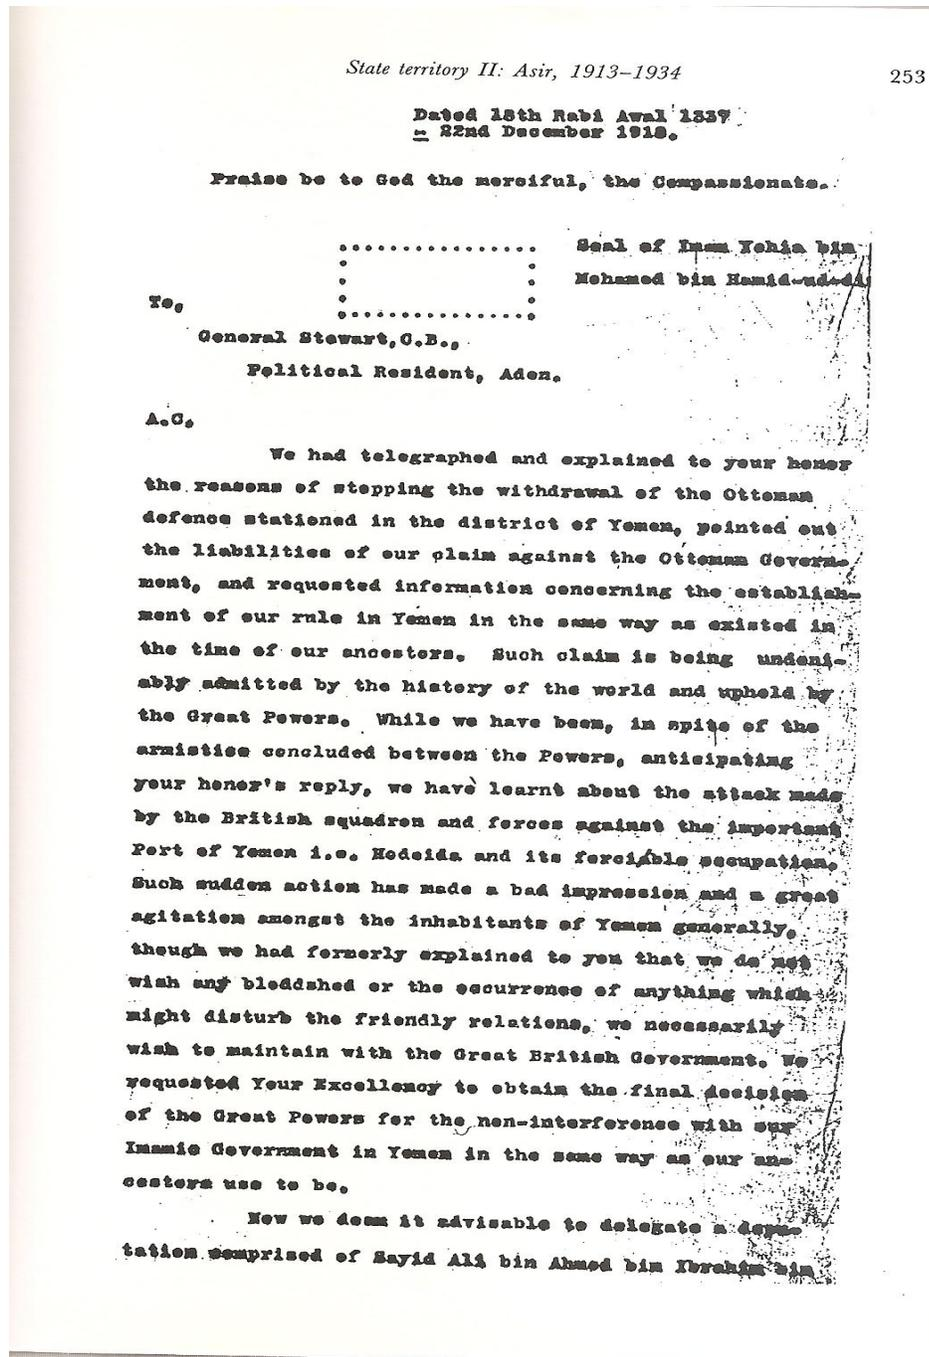 State territory II: Asir, 1913–1934
253
Dated 18th Rabi Awal 1337
= 22nd December 1918.
Praise be to God the merciful, the Compassionate.
Seal of Imam Yehia bin
Mohamed bin Hamid-ud-di
To,
General Stewart, C.B.,
Political Resident, Aden.
A.C.
We had telegraphed and explained to your honor
the reasons of stopping the withdrawal of the Ottoman
defence stationed in the district of Yemen, pointed out
the liabilities of our claim against the Ottoman Govern-
ment, and requested information concerning the establish-
ment of our rule in Yemen in the same way as existed in
the time of our ancestors. Such claim is being undeni-
ably admitted by the history of the world and upheld by
the Great Powers. While we have been, in spite of the
armistise concluded between the Powers, anticipating
your honor's reply, we have learnt about the attack made
by the British squadron and forces against the important
Port of Yemen i.e. Hodeida and its forcible occupation.
Such sudden action has made a bad impression and a great
agitation amongst the inhabitants of Yemen generally,
though we had formerly explained to you that we do not
wish any bloddshed or the occurrence of anything which
might disturb the friendly relations, we necessarily
wish to maintain with the Great British Government. We
requested Your Excellency to obtain the final decision
of the Great Powers for the non-interference with our
Imamic Government in Yemen in the same way as our an-
cestors use to be.
Now we deem it advisable to delegate a depu-
tation comprised of Sayid Ali bin Ahmed bin Ibrahim bin